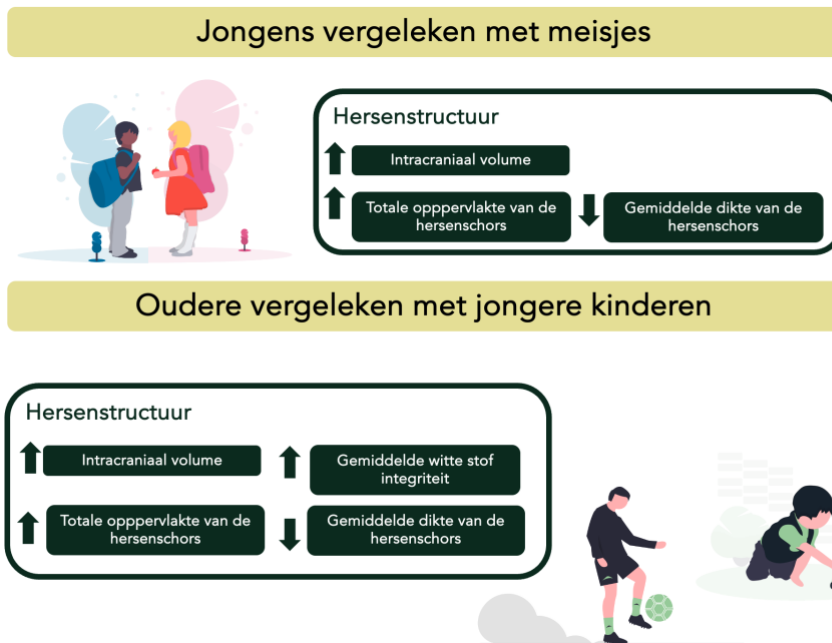 Jongens vergeleken met meisjes
Hersenstructuur
Intracraniaal volume
Totale opppervlakte van de
hersenschors
Gemiddelde dikte van de
hersenschors
Oudere vergeleken met jongere kinderen
Hersenstructuur
Intracraniaal volume
Gemiddelde witte stof
integriteit
Totale opppervlakte van de
hersenschors
Gemiddelde dikte van de
hersenschors